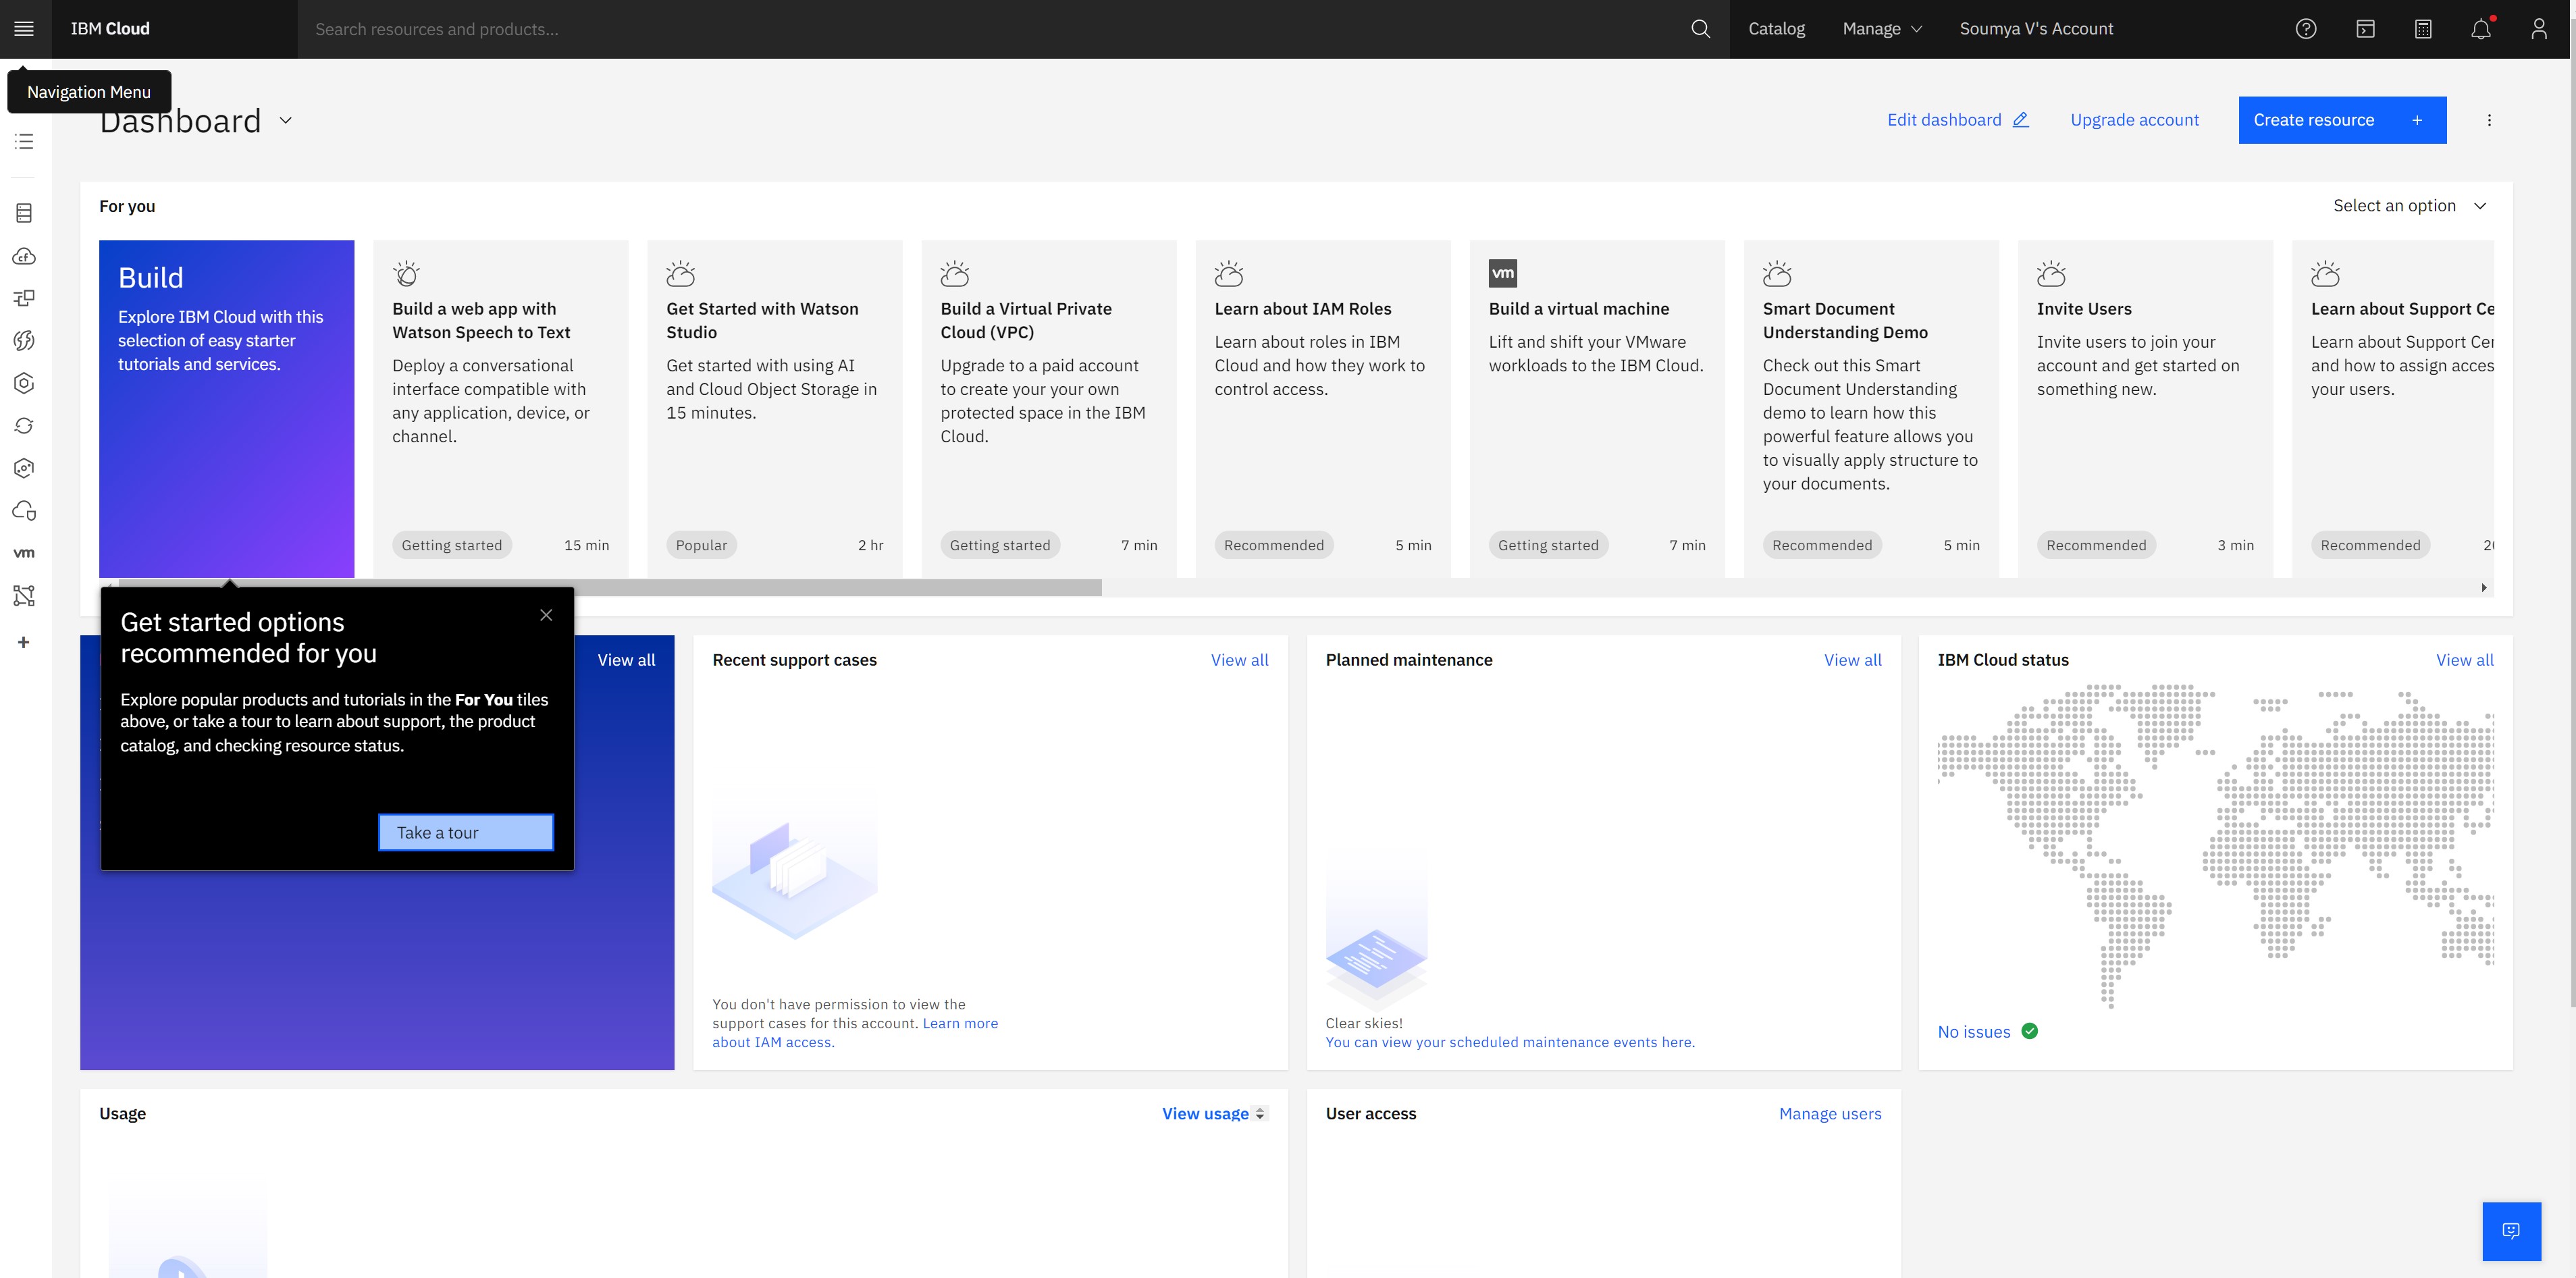 IBM Cloud
Search resources and products...
Catalog
Manage
Soumya V's Account
Navigation Menu
Dashboard
Edit dashboard
Upgrade account
Create resource +
For you
Select an option
Build
Explore IBM Cloud with this
selection of easy starter
tutorials and services.
Build a web app with
Watson Speech to Text
Deploy a conversational
interface compatible with
any application, device, or
channel.
Getting started
15 min
Get Started with Watson
Studio
Get started with using AI
and Cloud Object Storage in
15 minutes.
Popular
2 hr
Build a Virtual Private
Cloud (VPC)
Upgrade to a paid account
to create your your own
protected space in the IBM
Cloud.
Getting started
7 min
Learn about IAM Roles
Learn about roles in IBM
Cloud and how they work to
control access.
Recommended
5 min
vm
Build a virtual machine
Lift and shift your VMware
workloads to the IBM Cloud.
Getting started
7 min
Smart Document
Understanding Demo
Check out this Smart
Document Understanding
demo to learn how this
powerful feature allows you
to visually apply structure to
your documents.
Recommended
5 min
Invite Users
Invite users to join your
account and get started on
something new.
Recommended
3 min
Learn about Support Ce
Learn about Support Cer
and how to assign acces
your users.
Recommended
cf
vm
Get started options
recommended for you
Explore popular products and tutorials in the For You tiles
above, or take a tour to learn about support, the product
catalog, and checking resource status.
Take a tour
View all
Recent support cases
View all
You don't have permission to view the
support cases for this account. Learn more
about IAM access.
Planned maintenance
View all
Clear skies!
You can view your scheduled maintenance events here.
IBM Cloud status
View all
No issues
Usage
View usage
User access
Manage users